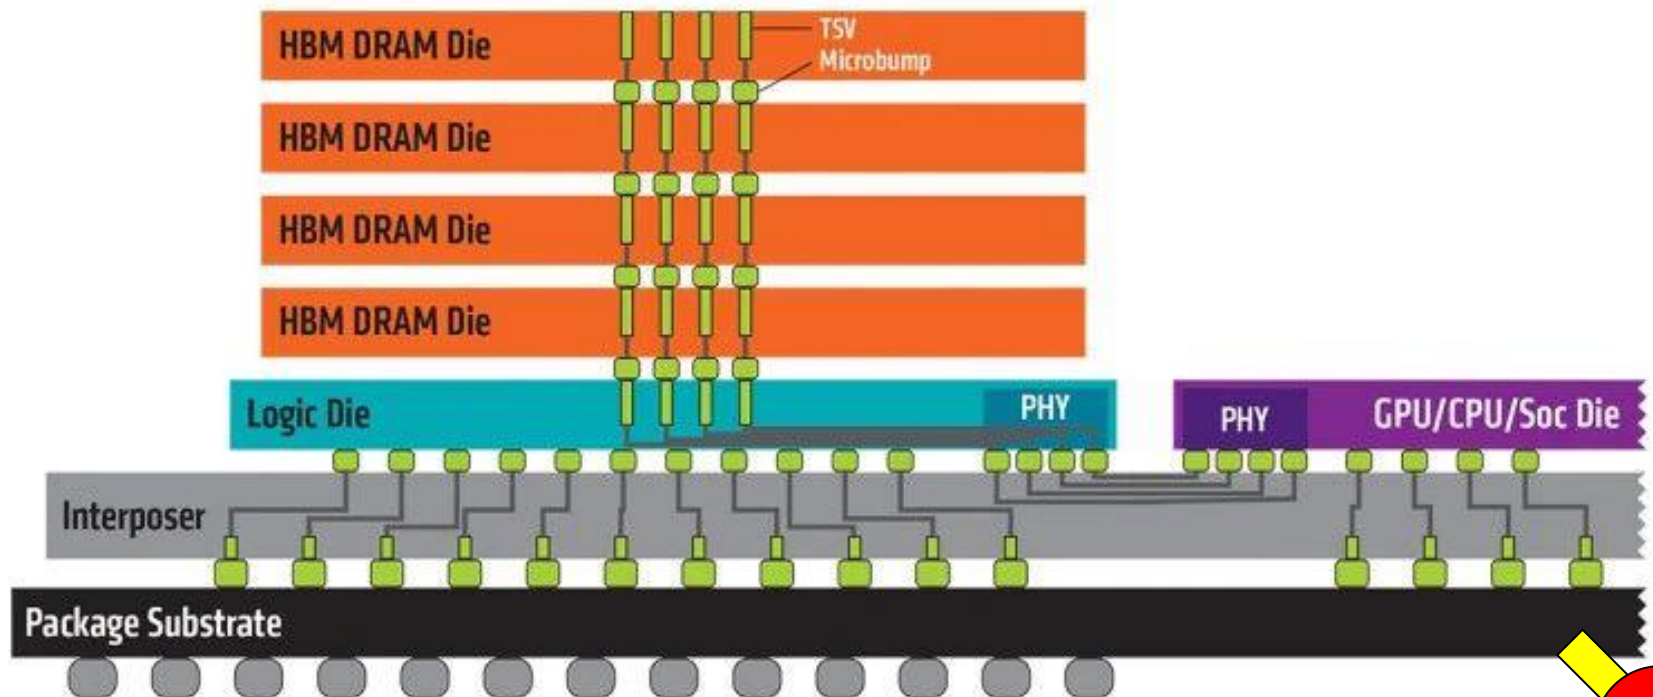 HBM DRAM Die
TSV
Microbump
HBM DRAM Die
HBM DRAM Die
HBM DRAM Die
Logic Die
PHY
PHY
GPU/CPU/Soc Die
Interposer
Package Substrate